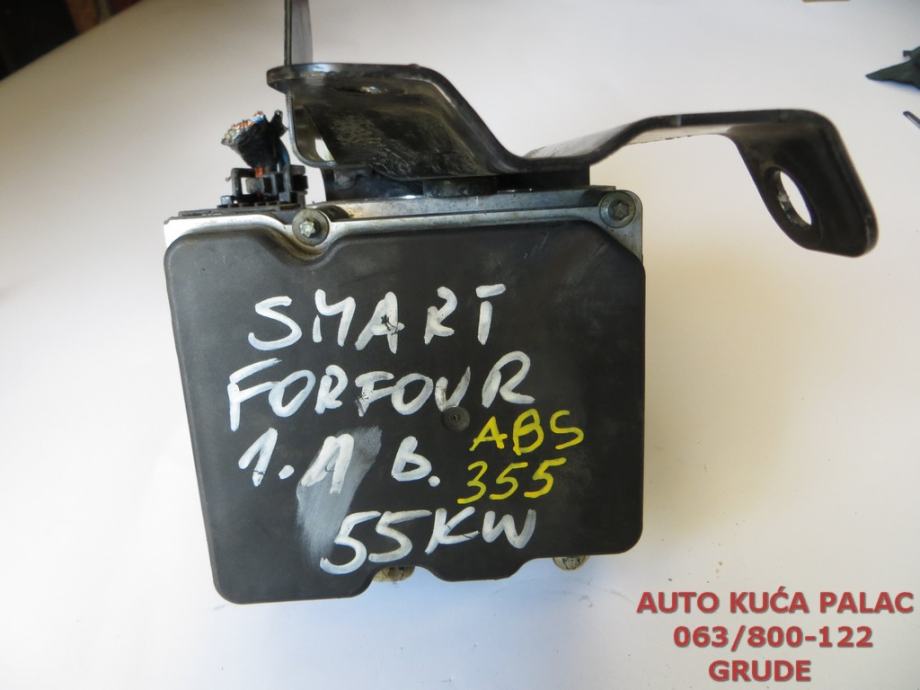 SMART
FORFOUR
1.1 B.
55KW
ABS
355
AUTO KUĆA PALAC
063/800-122
GRUDE